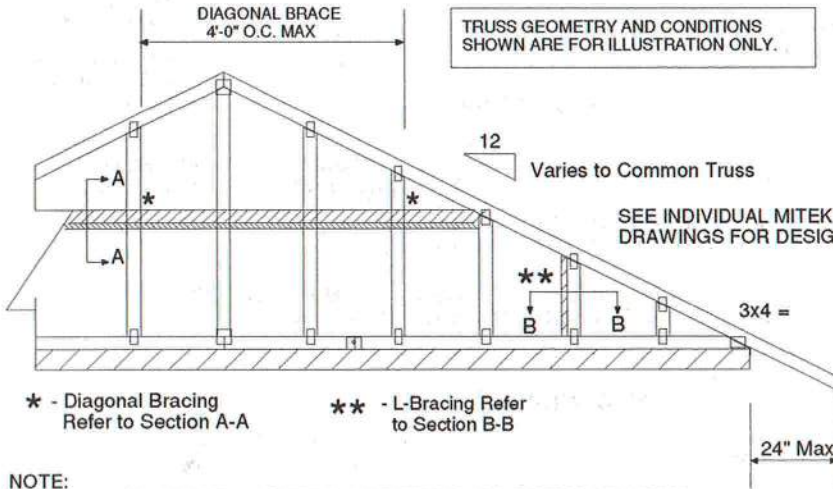 DIAGONAL BRACE
4'-0" O.C. MAX
TRUSS GEOMETRY AND CONDITIONS
SHOWN ARE FOR ILLUSTRATION ONLY.
12
Varies to Common Truss
A
*
*
SEE INDIVIDUAL MITEK
DRAWINGS FOR DESIG
A
**
B
B
3x4 =
* - Diagonal Bracing
Refer to Section A-A
** - L-Bracing Refer
to Section B-B
24" Max
NOTE: